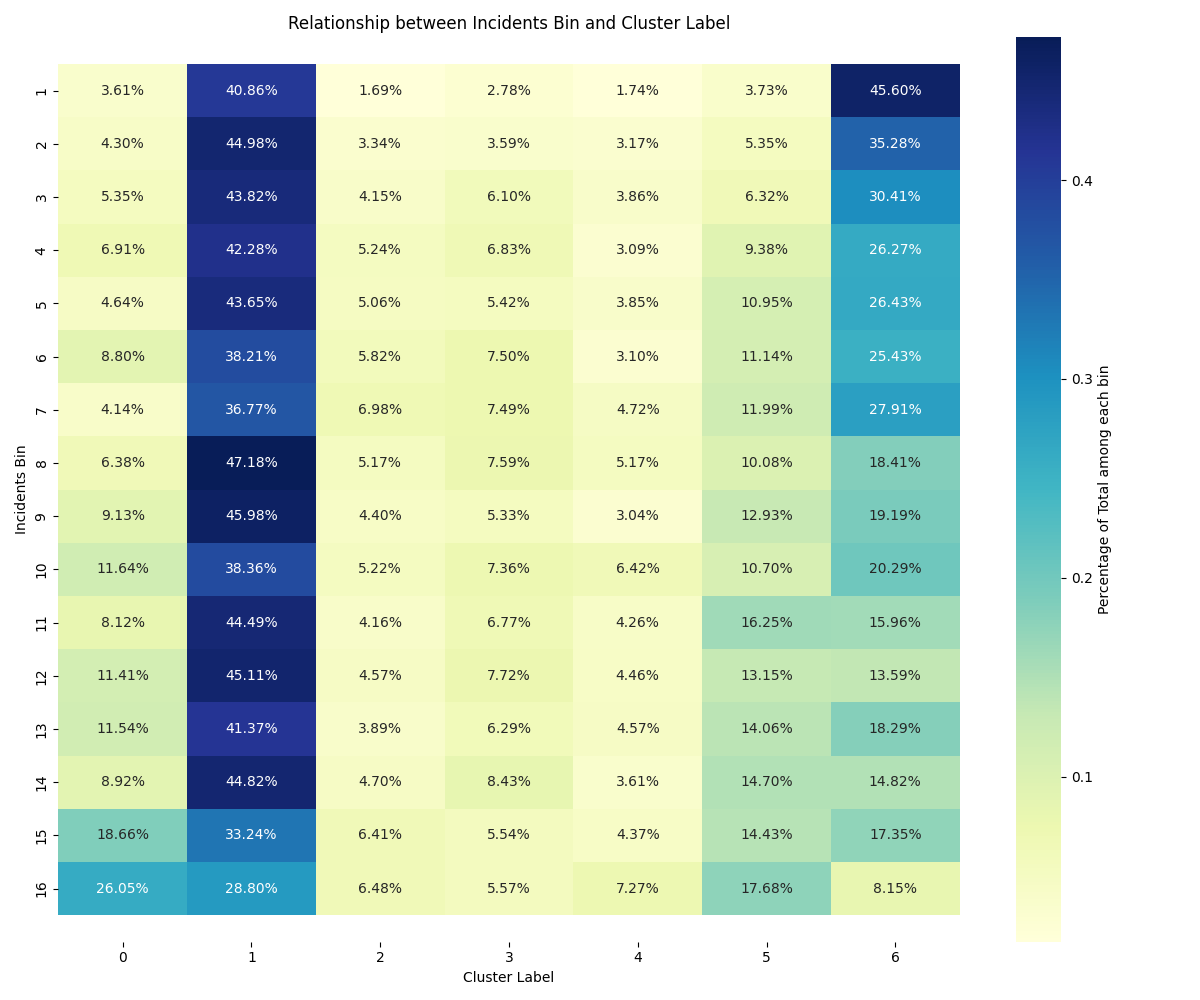 Relationship between Incidents Bin and Cluster Label
1 3.61% 40.86% 1.69% 2.78% 1.74% 3.73% 45.60%
2 4.30% 44.98% 3.34% 3.59% 3.17% 5.35% 35.28%
3 5.35% 43.82% 4.15% 6.10% 3.86% 6.32% 30.41%
4 6.91% 42.28% 5.24% 6.83% 3.09% 9.38% 26.27%
5 4.64% 43.65% 5.06% 5.42% 3.85% 10.95% 26.43%
6 8.80% 38.21% 5.82% 7.50% 3.10% 11.14% 25.43%
7 4.14% 36.77% 6.98% 7.49% 4.72% 11.99% 27.91%
8 6.38% 47.18% 5.17% 7.59% 5.17% 10.08% 18.41%
9 9.13% 45.98% 4.40% 5.33% 3.04% 12.93% 19.19%
10 11.64% 38.36% 5.22% 7.36% 6.42% 10.70% 20.29%
11 8.12% 44.49% 4.16% 6.77% 4.26% 16.25% 15.96%
12 11.41% 45.11% 4.57% 7.72% 4.46% 13.15% 13.59%
13 11.54% 41.37% 3.89% 6.29% 4.57% 14.06% 18.29%
14 8.92% 44.82% 4.70% 8.43% 3.61% 14.70% 14.82%
15 18.66% 33.24% 6.41% 5.54% 4.37% 14.43% 17.35%
16 26.05% 28.80% 6.48% 5.57% 7.27% 17.68% 8.15%
0 1 2 3 4 5 6
Cluster Label
Incidents Bin
0.4
0.3
0.2
0.1
Percentage of Total among each bin